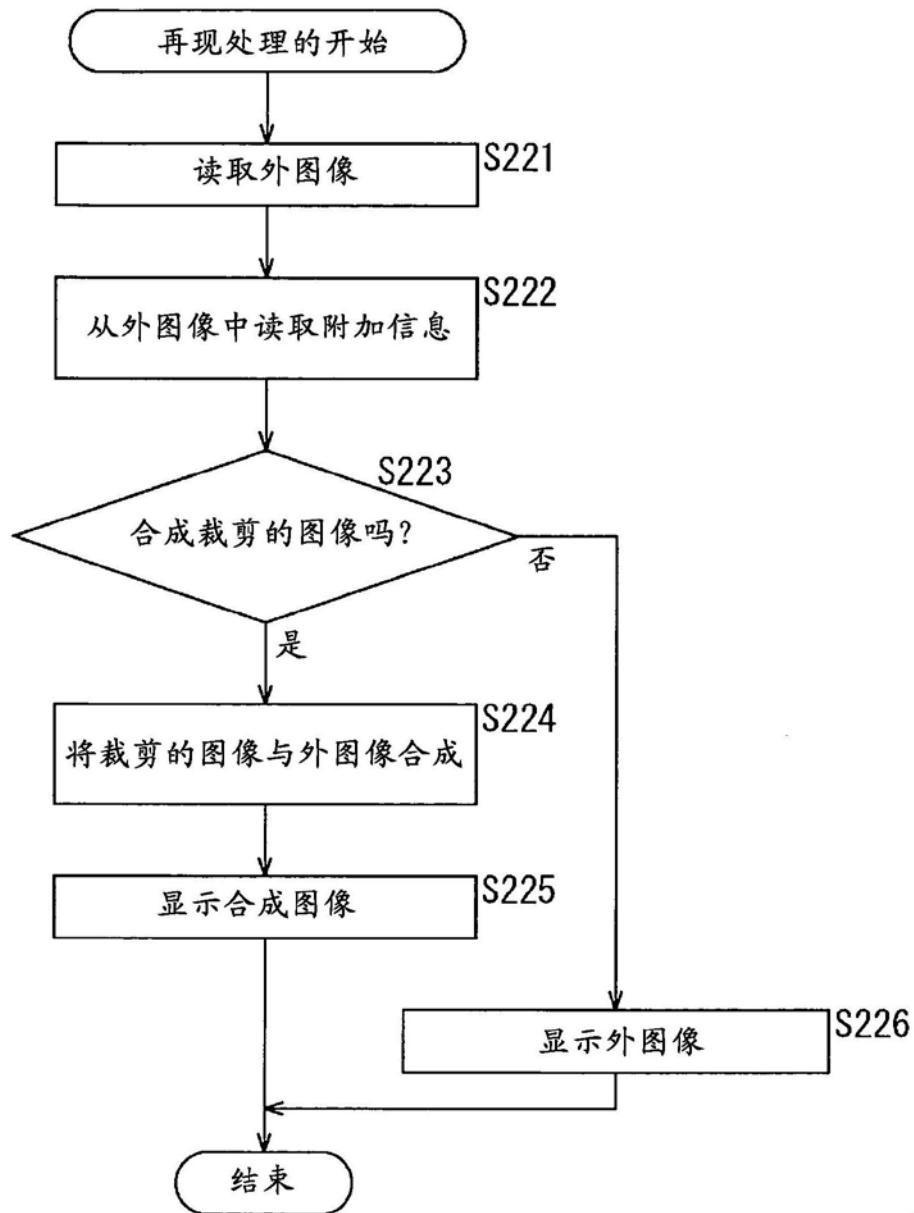 再现处理的开始
S221
读取外图像
S222
从外图像中读取附加信息
S223
合成裁剪的图像吗?
否
是
S224
将裁剪的图像与外图像合成
S225
显示合成图像
S226
显示外图像
结束